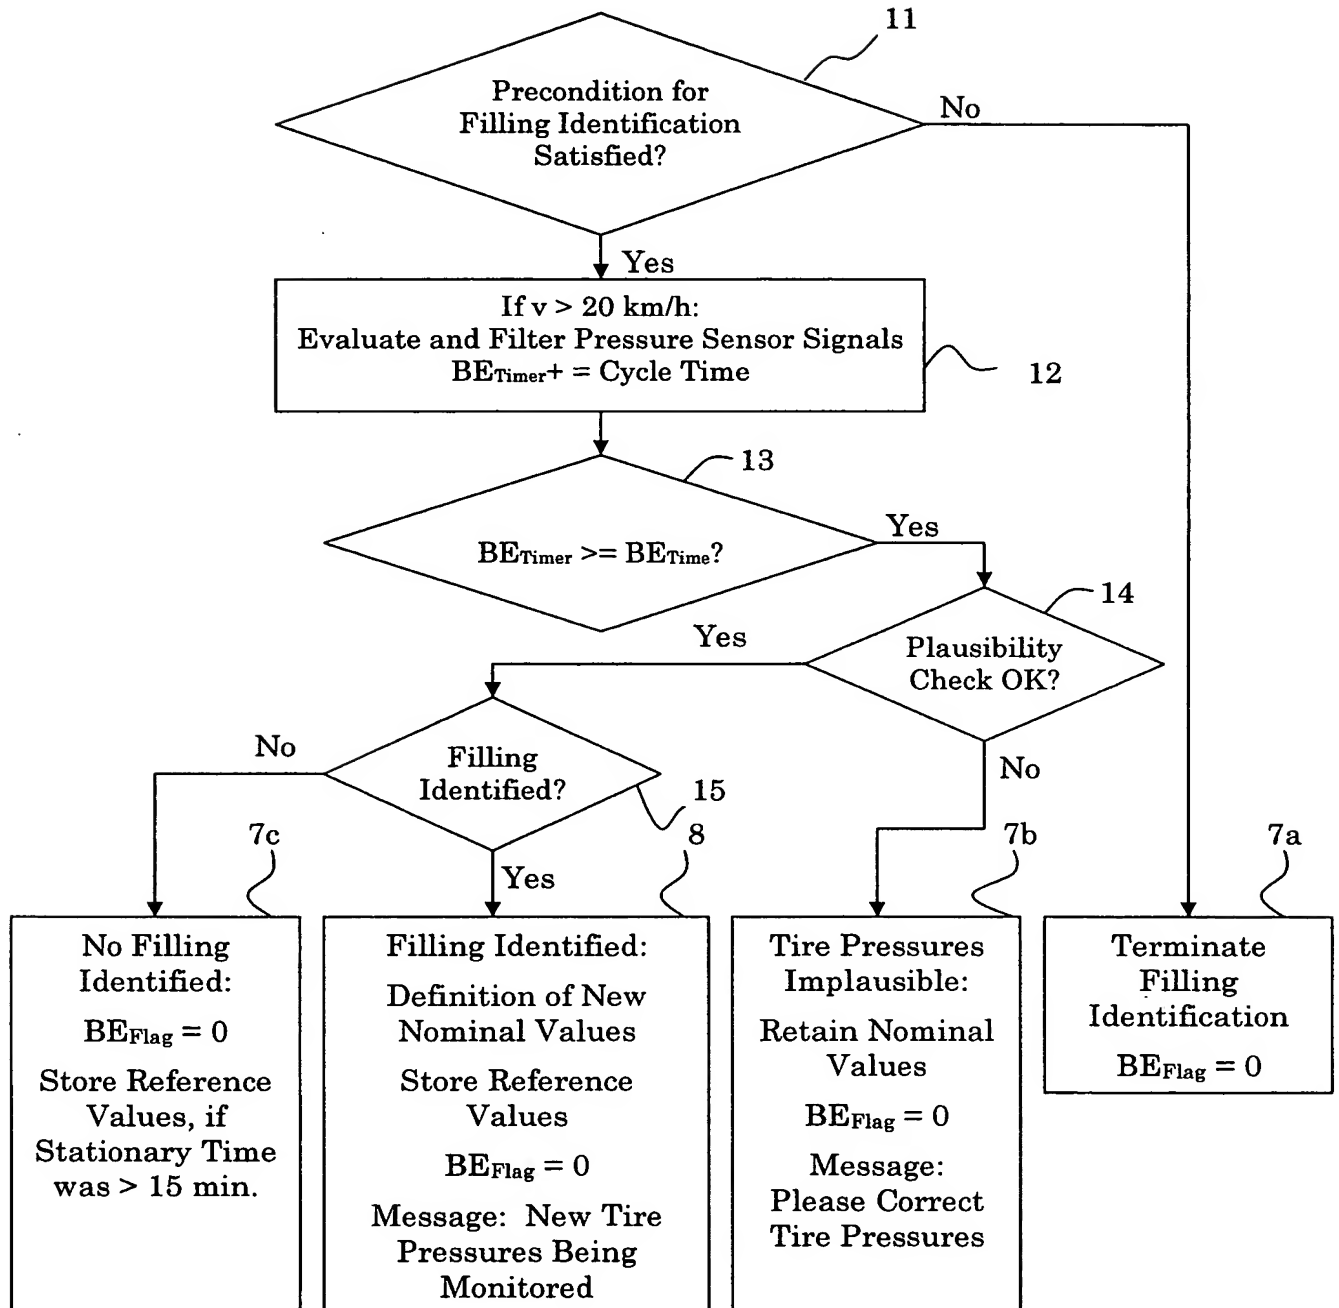 11
Precondition for
Filling Identification
Satisfied?
No
Yes
If v > 20 km/h:
Evaluate and Filter Pressure Sensor Signals
BETimer+ = Cycle Time
12
13
BETimer >= BETime?
Yes
14
Plausibility
Check OK?
Yes
No
Filling
Identified?
15
No
Yes
7c
No Filling
Identified:
BEFlag = 0
Store Reference
Values, if
Stationary Time
was > 15 min.
8
Filling Identified:
Definition of New
Nominal Values
Store Reference
Values
BEFlag = 0
Message: New Tire
Pressures Being
Monitored
7b
Tire Pressures
Implausible:
Retain Nominal
Values
BEFlag = 0
Message:
Please Correct
Tire Pressures
7a
Terminate
Filling
Identification
BEFlag = 0